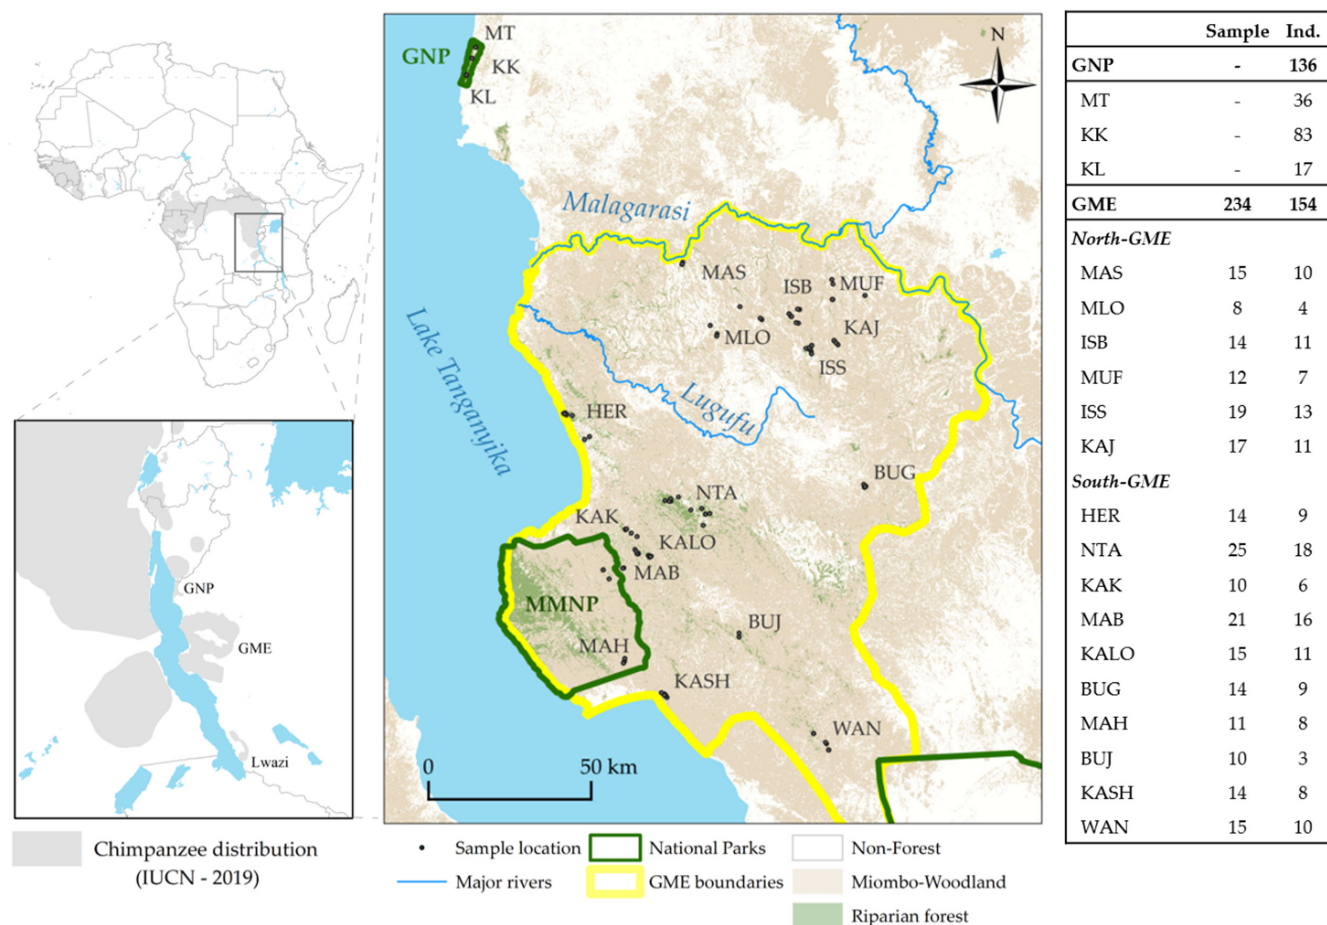 GNP
GME
Lwazi
Chimpanzee distribution
(IUCN - 2019)
GNP
MT
KK
KL
N
Malagarasi
MAS
ISB
MUF
MLO
KAJ
ISS
Lake Tanganyika
HER
Lugufu
BUG
NTA
KAK
KALO
MAB
MMNP
BUJ
MAH
KASH
WAN
0 50 km
Sample location
National Parks
Non-Forest
Major rivers
GME boundaries
Miombo-Woodland
Riparian forest
Sample Ind.
GNP - 136
MT - 36
KK - 83
KL - 17
GME 234 154
North-GME
MAS 15 10
MLO 8 4
ISB 14 11
MUF 12 7
ISS 19 13
KAJ 17 11
South-GME
HER 14 9
NTA 25 18
KAK 10 6
MAB 21 16
KALO 15 11
BUG 14 9
MAH 11 8
BUJ 10 3
KASH 14 8
WAN 15 10